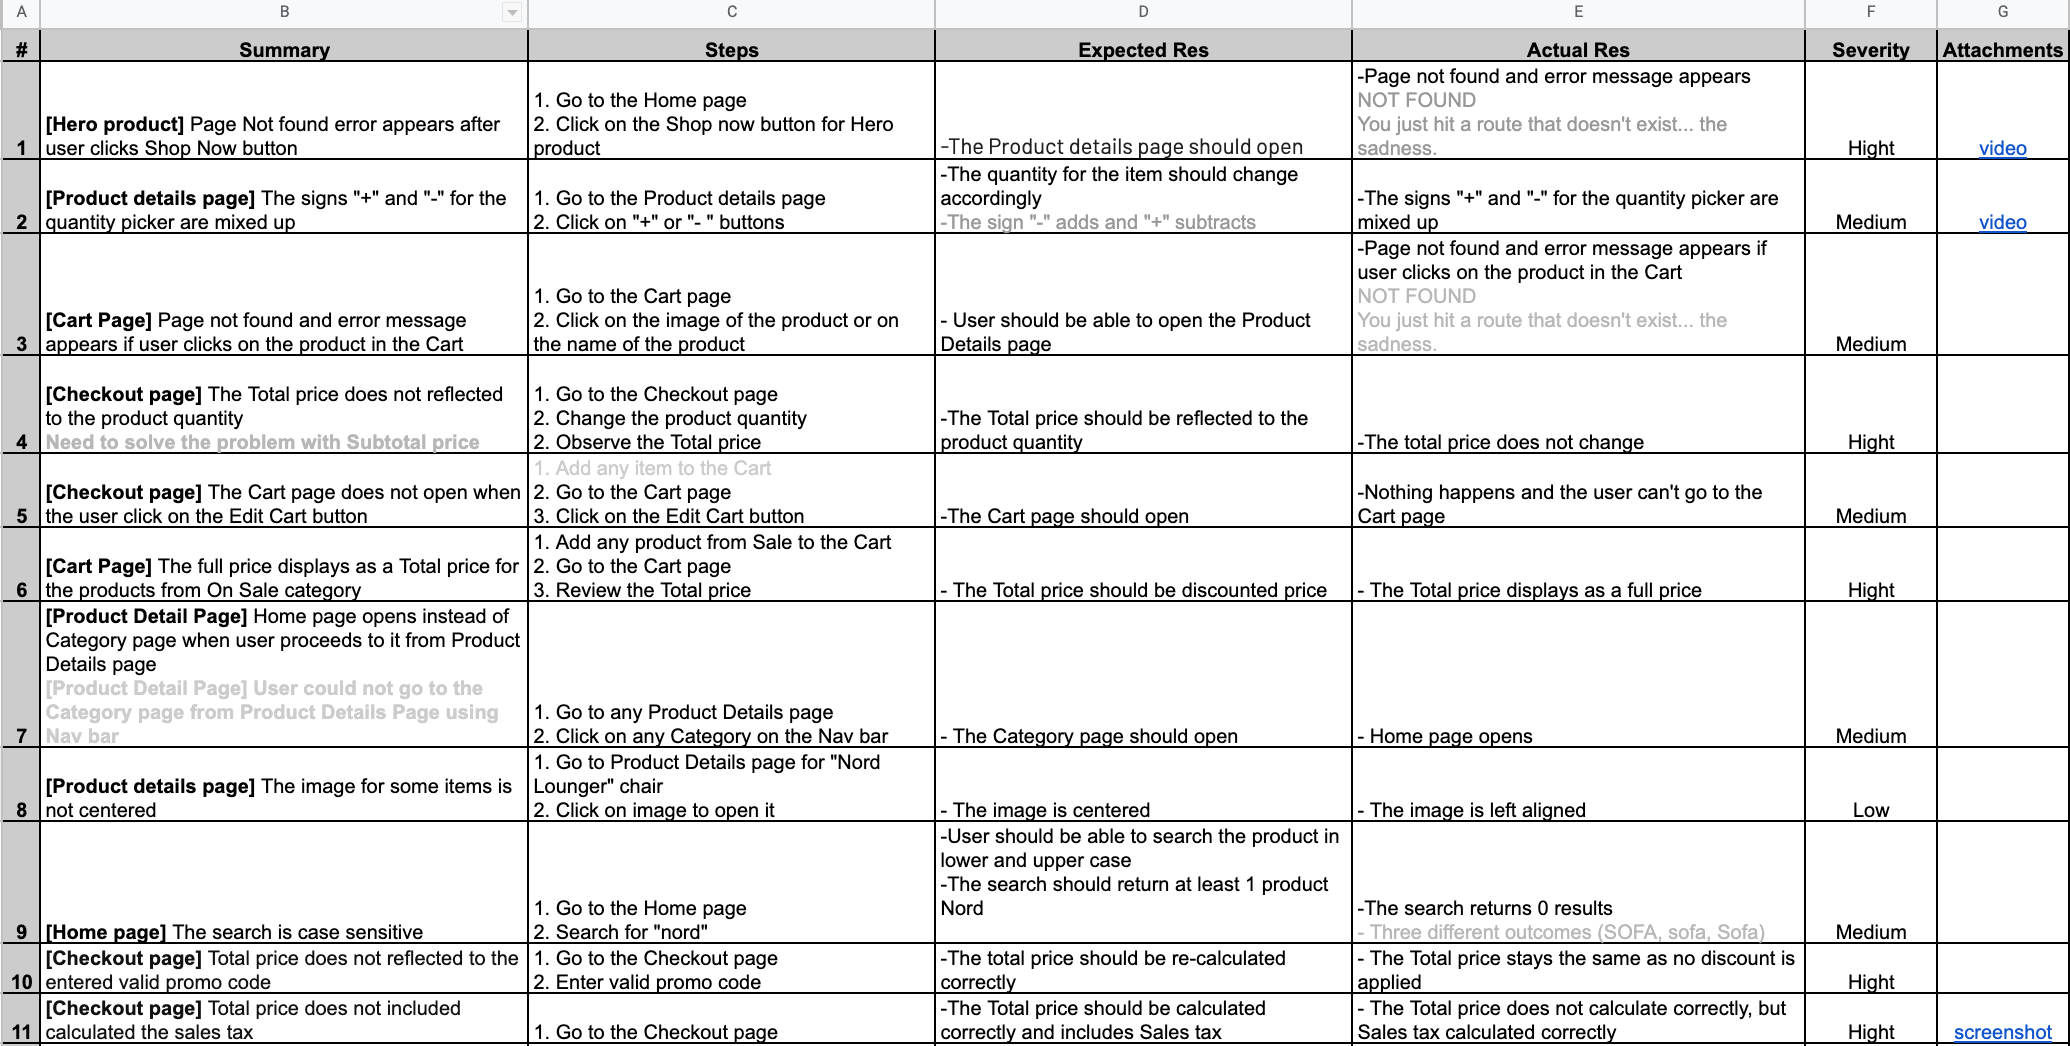 A B C D E F G
# Summary Steps Expected Res Actual Res Severity Attachments
1
[Hero product] Page Not found error appears after
user clicks Shop Now button
1. Go to the Home page
2. Click on the Shop now button for Hero
product
-The Product details page should open
-Page not found and error message appears
NOT FOUND
You just hit a route that doesn't exist... the
sadness.
Hight
video
2
[Product details page] The signs "+" and "-" for the
quantity picker are mixed up
1. Go to the Product details page
2. Click on "+" or "- " buttons
-The quantity for the item should change
accordingly
-The sign "-" adds and "+" subtracts
-The signs "+" and "-" for the quantity picker are
mixed up
Medium
video
3
[Cart Page] Page not found and error message
appears if user clicks on the product in the Cart
1. Go to the Cart page
2. Click on the image of the product or on
the name of the product
- User should be able to open the Product
Details page
-Page not found and error message appears if
user clicks on the product in the Cart
NOT FOUND
You just hit a route that doesn't exist... the
sadness.
Medium
4
[Checkout page] The Total price does not reflected
to the product quantity
Need to solve the problem with Subtotal price
1. Go to the Checkout page
2. Change the product quantity
2. Observe the Total price
-The Total price should be reflected to the
product quantity
-The total price does not change
Hight
5
[Checkout page] The Cart page does not open when
the user click on the Edit Cart button
1. Add any item to the Cart
2. Go to the Cart page
3. Click on the Edit Cart button
-The Cart page should open
-Nothing happens and the user can't go to the
Cart page
Medium
6
[Cart Page] The full price displays as a Total price for
the products from On Sale category
1. Add any product from Sale to the Cart
2. Go to the Cart page
3. Review the Total price
- The Total price should be discounted price
- The Total price displays as a full price
Hight
7
[Product Detail Page] Home page opens instead of
Category page when user proceeds to it from Product
Details page
[Product Detail Page] User could not go to the
Category page from Product Details Page using
Nav bar
1. Go to any Product Details page
2. Click on any Category on the Nav bar
- The Category page should open
- Home page opens
Medium
8
[Product details page] The image for some items is
not centered
1. Go to Product Details page for "Nord
Lounger" chair
2. Click on image to open it
- The image is centered
- The image is left aligned
Low
9
[Home page] The search is case sensitive
1. Go to the Home page
2. Search for "nord"
-User should be able to search the product in
lower and upper case
-The search should return at least 1 product
Nord
-The search returns 0 results
- Three different outcomes (SOFA, sofa, Sofa)
Medium
10
[Checkout page] Total price does not reflected to the
entered valid promo code
1. Go to the Checkout page
2. Enter valid promo code
-The total price should be re-calculated
correctly
- The Total price stays the same as no discount is
applied
Hight
11
[Checkout page] Total price does not included
calculated the sales tax
1. Go to the Checkout page
-The Total price should be calculated
correctly and includes Sales tax
- The Total price does not calculate correctly, but
Sales tax calculated correctly
Hight
screenshot